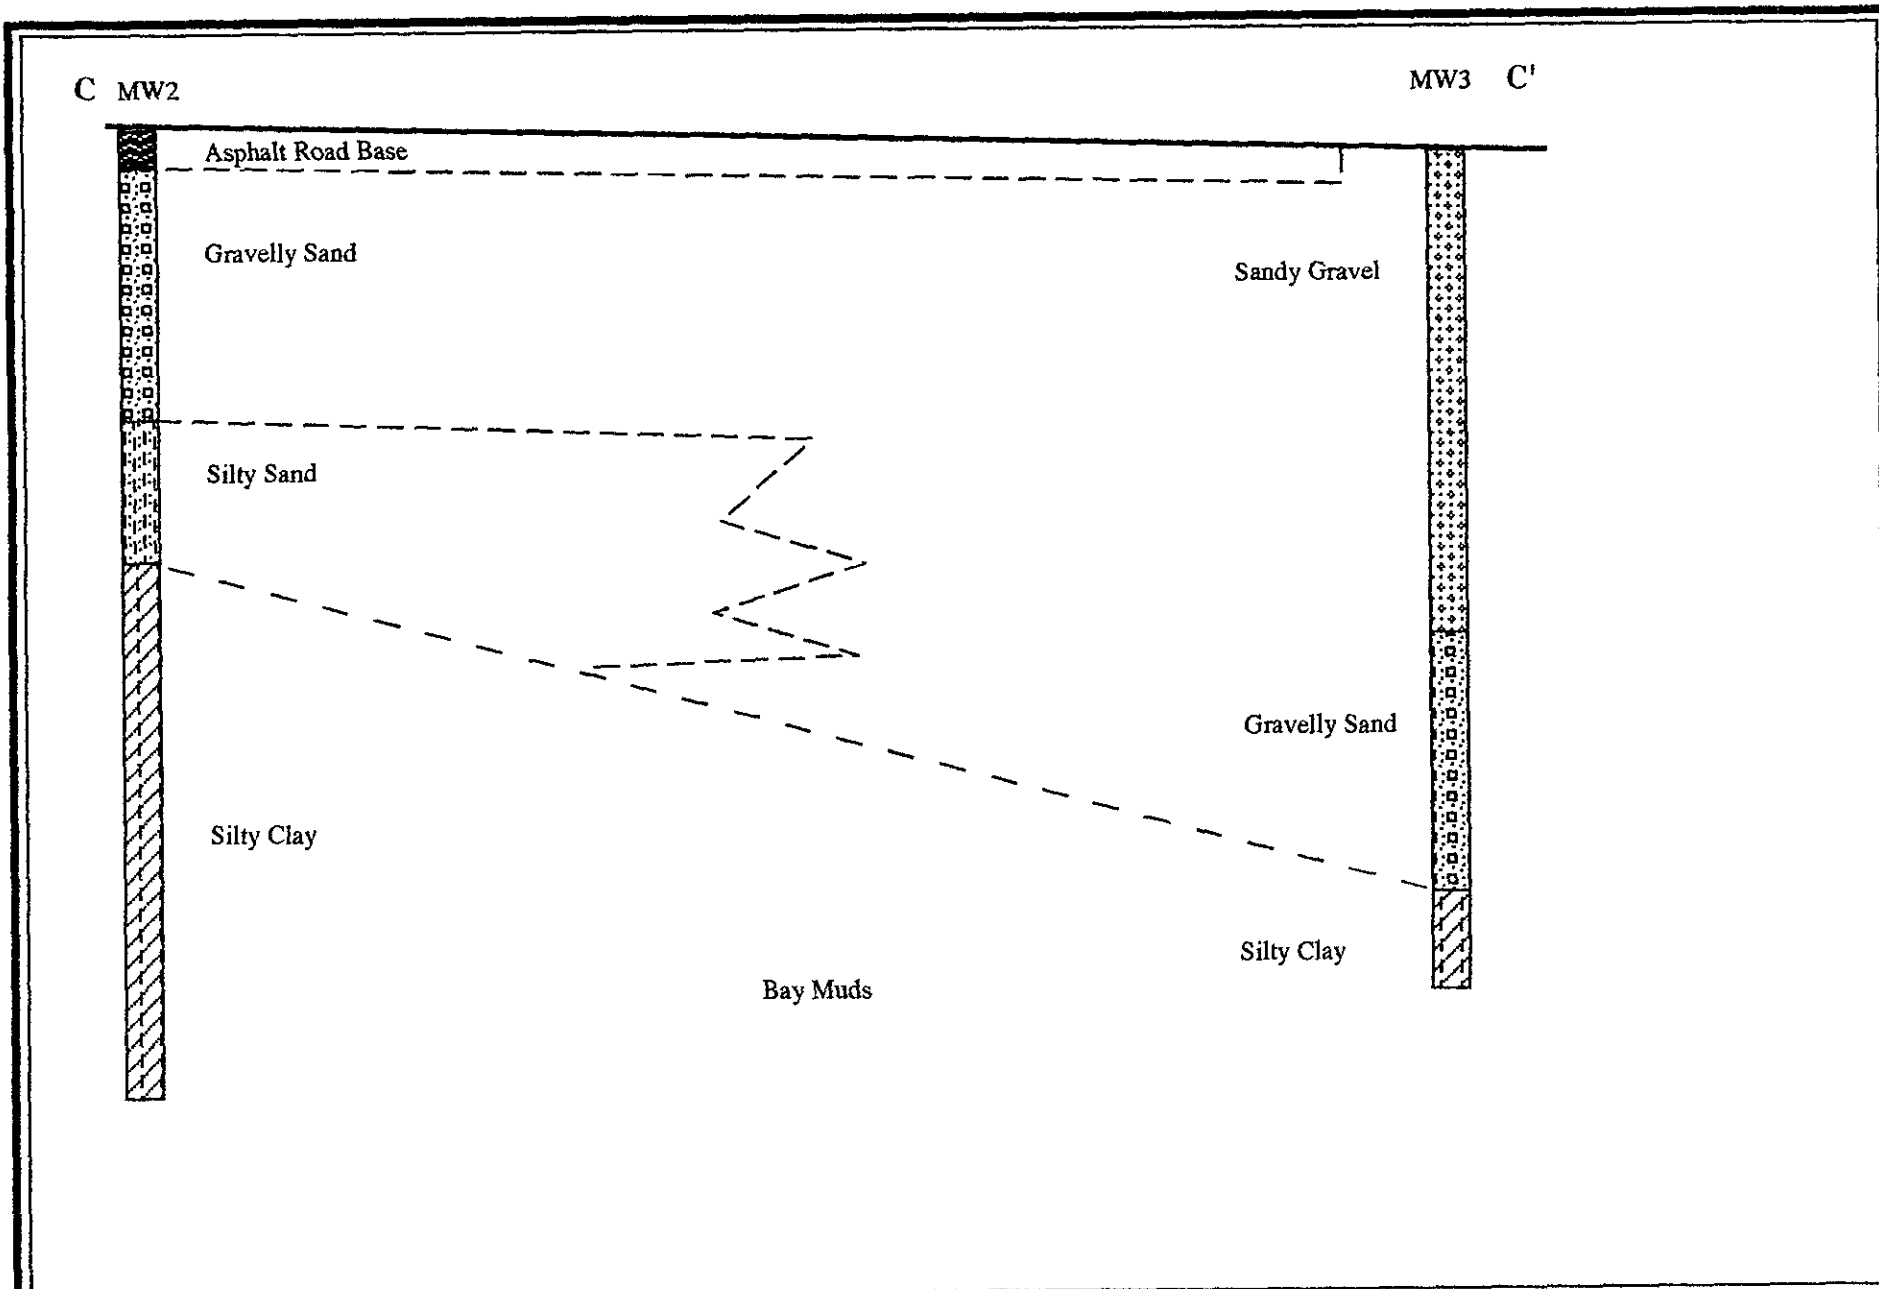 C MW2 MW3 C'
Asphalt Road Base
Gravelly Sand
Sandy Gravel
Silty Sand
Gravelly Sand
Silty Clay
Silty Clay
Bay Muds